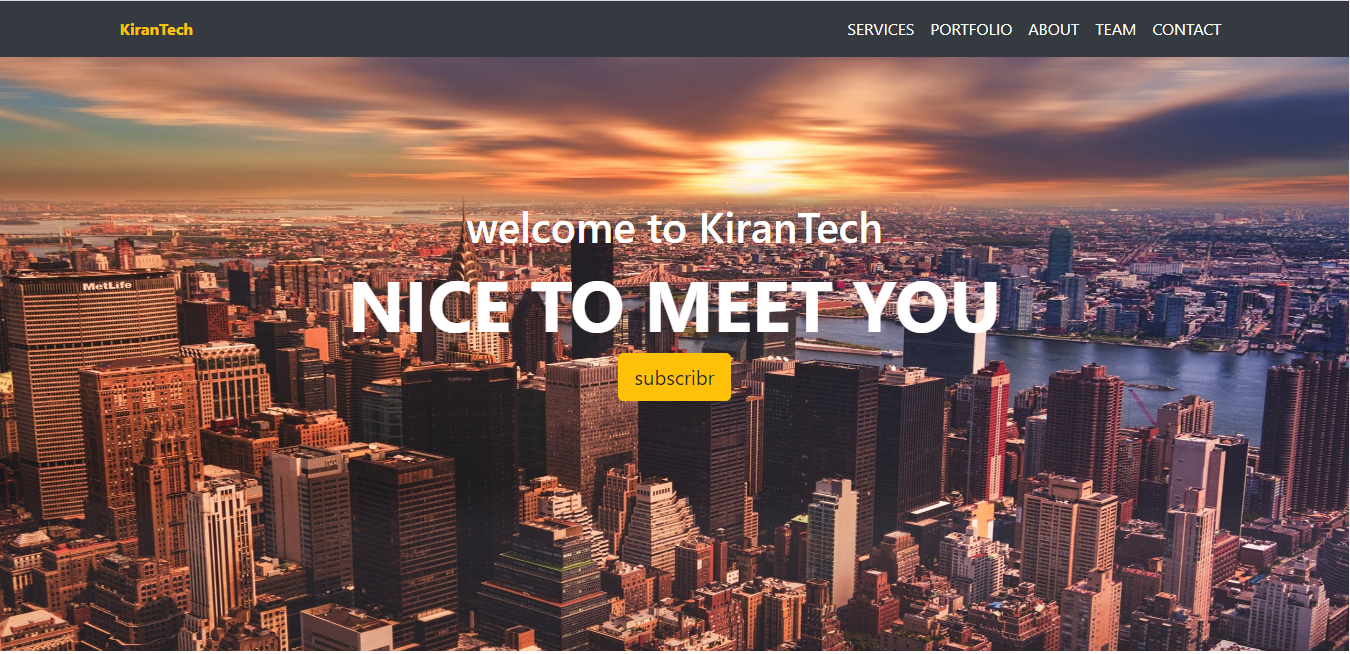 KiranTech SERVICES PORTFOLIO ABOUT TEAM CONTACT
welcome to KiranTech
MetLife
NICE TO MEET YOU
subscribr